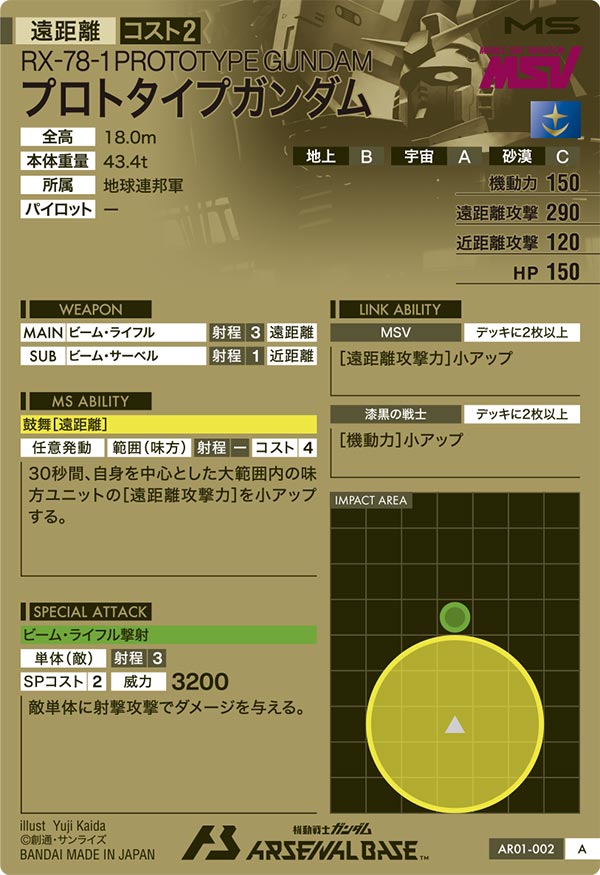 遠距離 コスト2
MS
RX-78-1 PROTOTYPE GUNDAM
MSV
プロトタイプガンダム
全高 18.0m
本体重量 43.4t
所属 地球連邦軍
パイロット ー
地上 B 宇宙 A 砂漠 C
機動力 150
遠距離攻撃 290
近距離攻撃 120
HP 150
WEAPON
MAIN ビーム・ライフル 射程 3 遠距離
SUB ビーム・サーベル 射程 1 近距離
MS ABILITY
鼓舞[遠距離]
任意発動 範囲(味方) 射程 ー コスト 4
30秒間、自身を中心とした大範囲内の味
方ユニットの[遠距離攻撃力]を小アップ
する。
SPECIAL ATTACK
ビーム・ライフル撃射
単体(敵) 射程 3
SPコスト 2 威力 3200
敵単体に射撃攻撃でダメージを与える。
LINK ABILITY
MSV デッキに2枚以上
[遠距離攻撃力]小アップ
漆黒の戦士 デッキに2枚以上
[機動力]小アップ
IMPACT AREA
illust Yuji Kaida
©創通・サンライズ
BANDAI MADE IN JAPAN
機動戦士ガンダム
ARSENAL BASE™
AR01-002 A